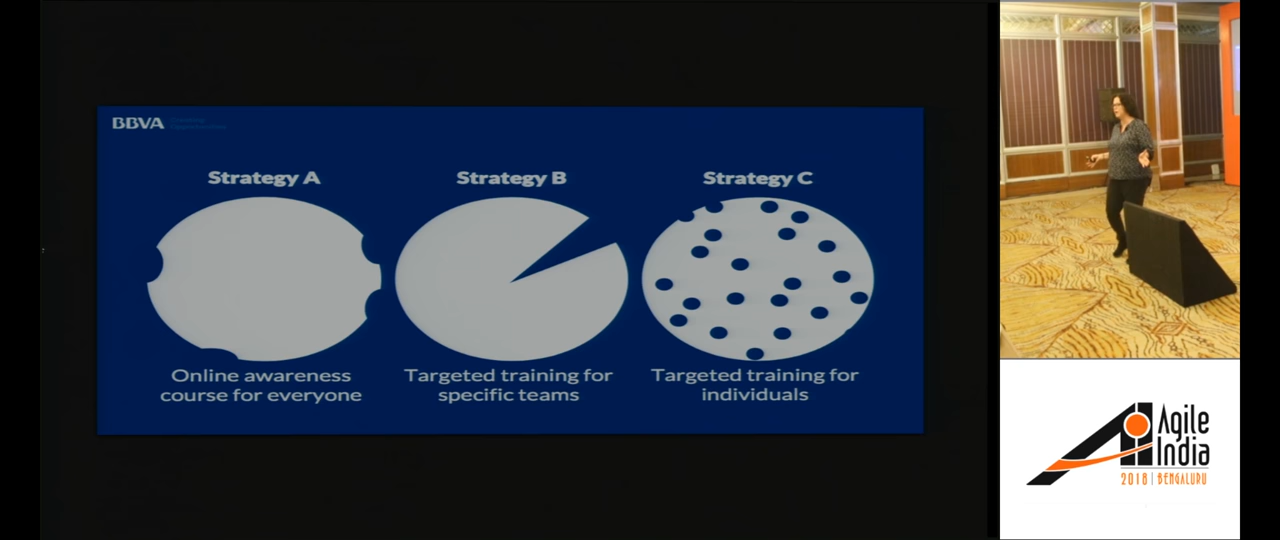 BBVA
Strategy A
Strategy B
Strategy C
Online awareness
course for everyone
Targeted training for
specific teams
Targeted training for
individuals
Agile
India
2018 | BENGALURU